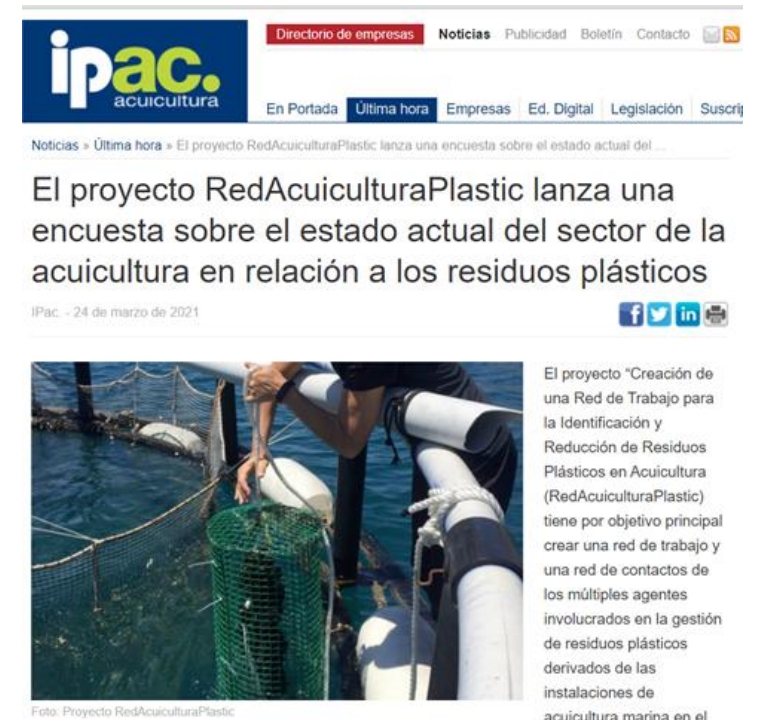 ipac.
acuicultura
Directorio de empresas Noticias Publicidad Boletín Contacto
En Portada Última hora Empresas Ed. Digital Legislación
Noticias » Última hora » El proyecto RedAcuiculturaPlastic lanza una encuesta sobre el estado actual del ...
El proyecto RedAcuiculturaPlastic lanza una
encuesta sobre el estado actual del sector de la
acuicultura en relación a los residuos plásticos
IPac. - 24 de marzo de 2021
El proyecto “Creación de
una Red de Trabajo para
la Identificación y
Reducción de Residuos
Plásticos en Acuicultura
(RedAcuiculturaPlastic)
tiene por objetivo principal
crear una red de trabajo y
una red de contactos de
los múltiples agentes
involucrados en la gestión
de residuos plásticos
derivados de las
instalaciones de
acuicultura marina en el
Foto: Proyecto RedAcuiculturaPlastic